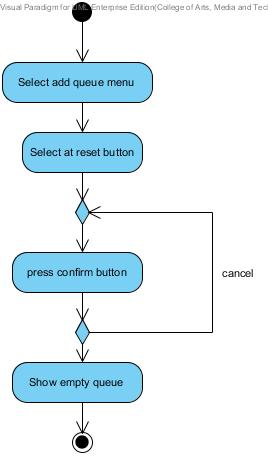 Visual Paradigm for UML Enterprise Edition(College of Arts, Media and Tec
Select add queue menu
Select at reset button
press confirm button
cancel
Show empty queue